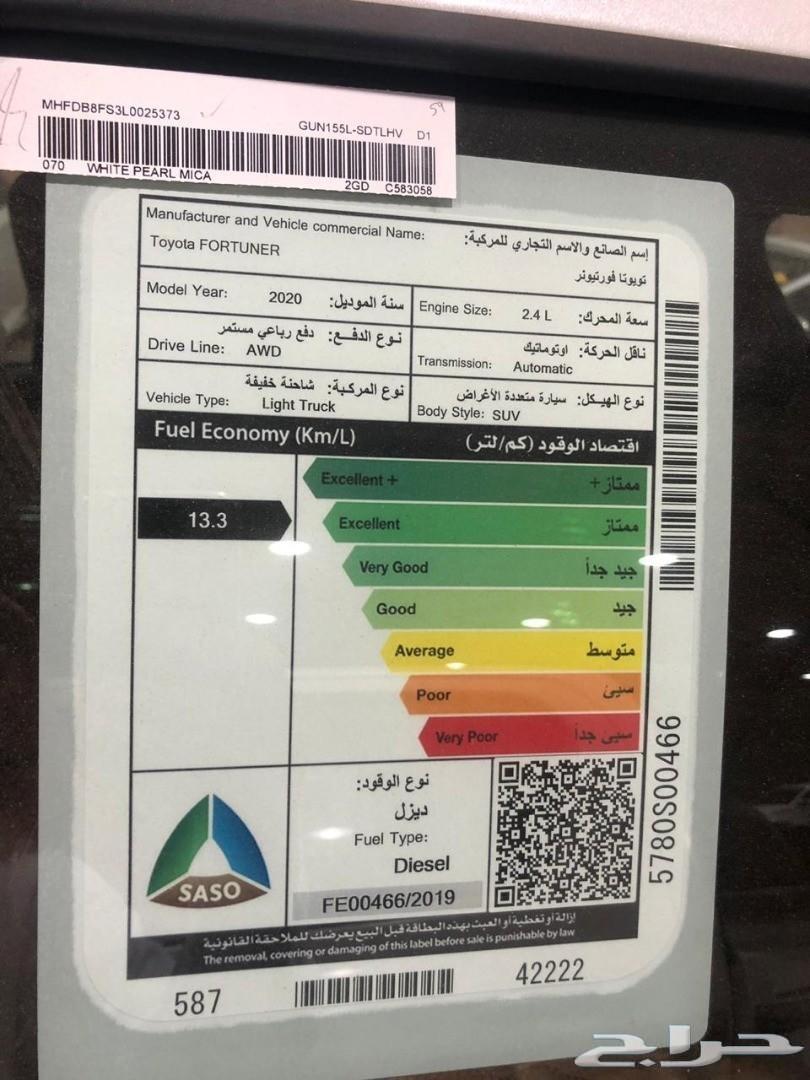 59
MHFDB8FS3L0025373
GUN155L-SDTLHV D1
070 WHITE PEARL MICA
2GD C583058
Manufacturer and Vehicle commercial Name: إسم الصانع والاسم التجاري للمركبة:
Toyota FORTUNER تويوتا فورتيونر
Model Year: 2020 سنة الموديل:
Engine Size: 2.4 L سعة المحرك:
نوع الدفـع: دفع رباعي مستمر
Drive Line: AWD
ناقل الحركة: اوتوماتيك
Transmission: Automatic
نوع المركبة: شاحنة خفيفة
Vehicle Type: Light Truck
نوع الهيكل: سيارة متعددة الأغراض
Body Style: SUV
Fuel Economy (Km/L) اقتصاد الوقود (كم/لتر)
Excellent + ممتاز+
13.3
Excellent ممتاز
Very Good جيد جداً
Good جيد
Average متوسط
Poor سيئ
Very Poor سيئ جداً
نوع الوقود:
ديزل
Fuel Type:
Diesel
FE00466/2019
SASO
5780S00466
إزالة أو تغطية أو العبث بهذه البطاقة قبل البيع يعرضك للملاحقة القانونية
The removal, covering or damaging of this label before sale is punishable by law
587 42222
حراج